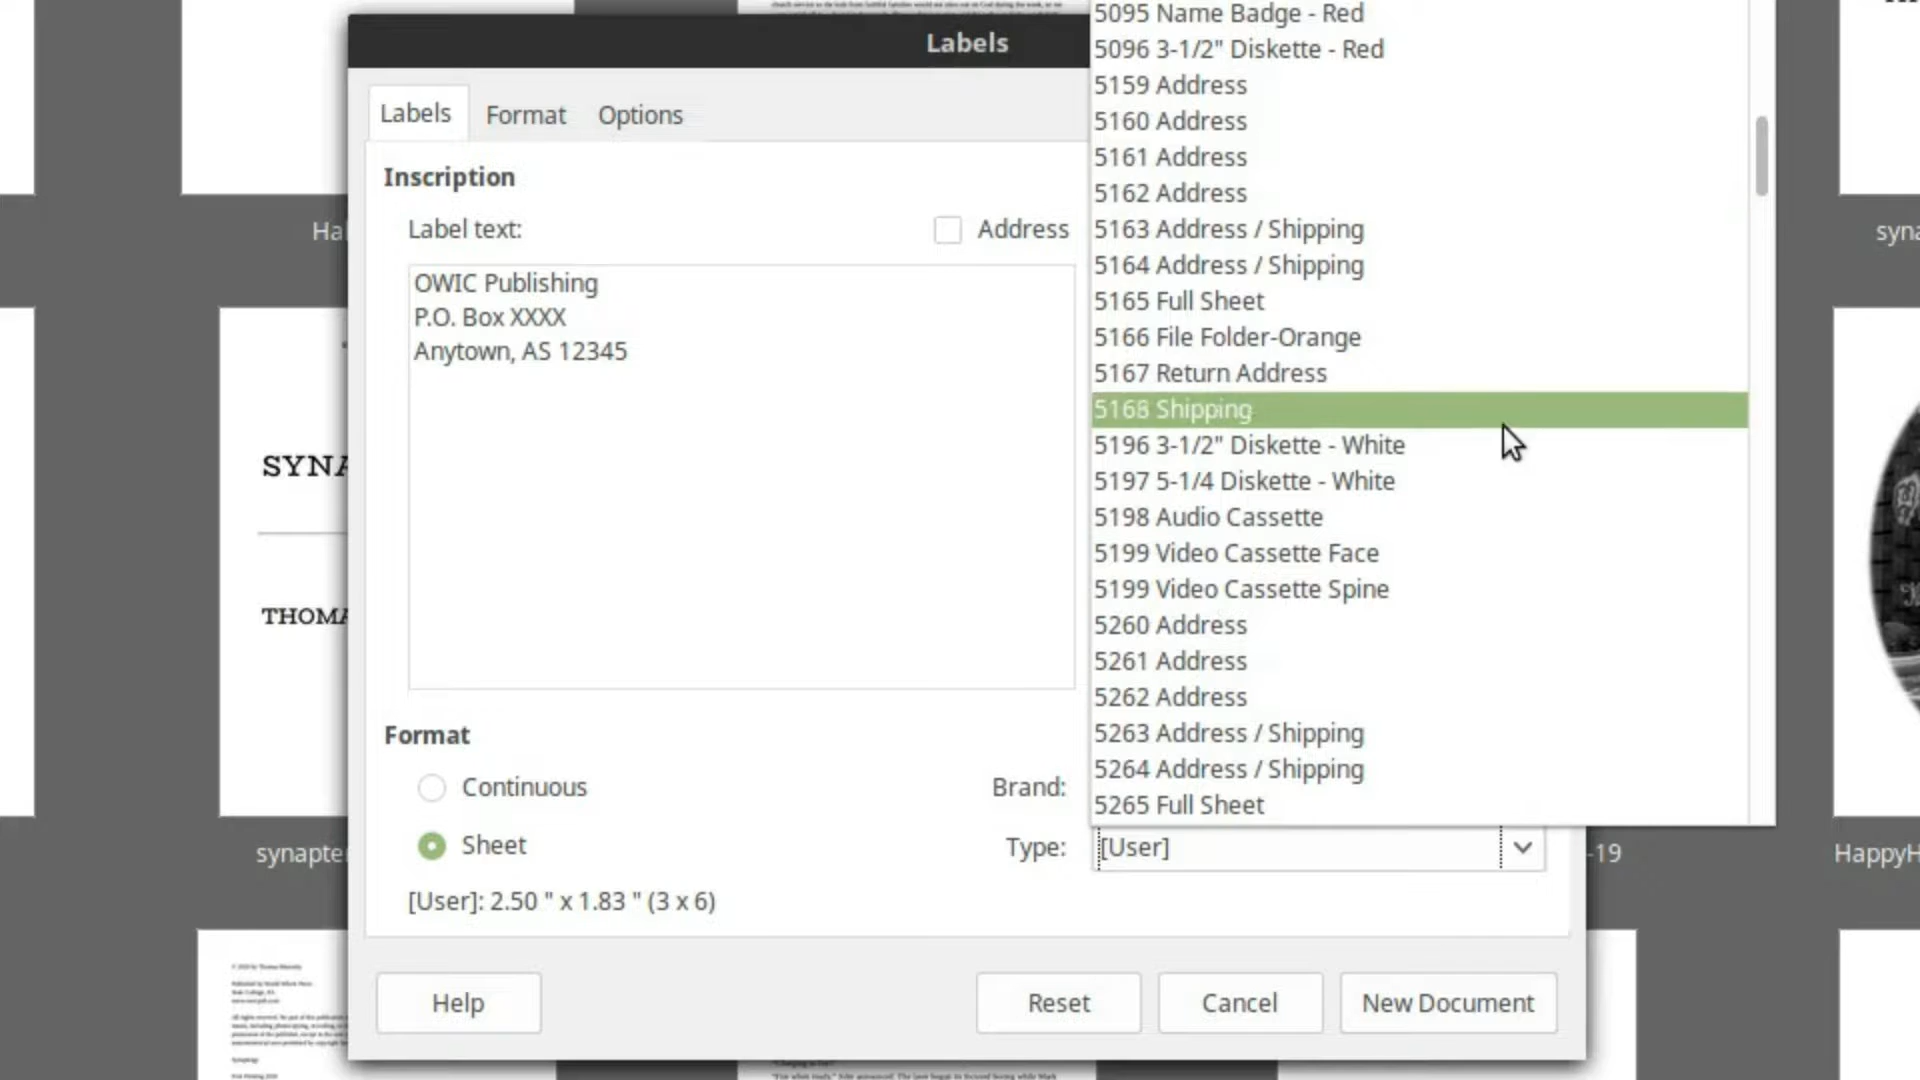 Labels
Labels
Format
Options
Inscription
Label text:
Address
OWIC Publishing
P.O. Box XXXX
Anytown, AS 12345
5095 Name Badge - Red
5096 3-1/2" Diskette - Red
5159 Address
5160 Address
5161 Address
5162 Address
5163 Address / Shipping
5164 Address / Shipping
5165 Full Sheet
5166 File Folder-Orange
5167 Return Address
5168 Shipping
5196 3-1/2" Diskette - White
5197 5-1/4 Diskette - White
5198 Audio Cassette
5199 Video Cassette Face
5199 Video Cassette Spine
5260 Address
5261 Address
5262 Address
5263 Address / Shipping
5264 Address / Shipping
5265 Full Sheet
Format
Continuous
Brand:
Sheet
Type:
[User]
[User]: 2.50 " x 1.83 " (3 x 6)
Help
Reset
Cancel
New Document
Hal
syna
SYNA
THOMA
synapte
-19
HappyH